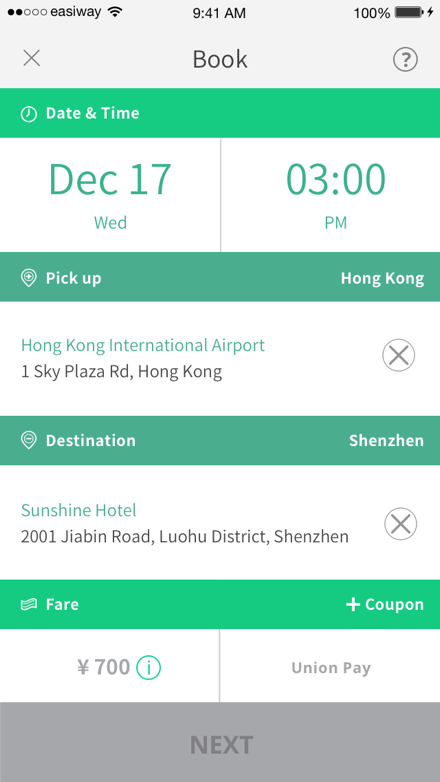 easiway 9:41 AM 100%
Book ?
Date & Time
Dec 17 03:00
Wed PM
Pick up Hong Kong
Hong Kong International Airport
1 Sky Plaza Rd, Hong Kong
Destination Shenzhen
Sunshine Hotel
2001 Jiabin Road, Luohu District, Shenzhen
Fare + Coupon
¥ 700 i Union Pay
NEXT